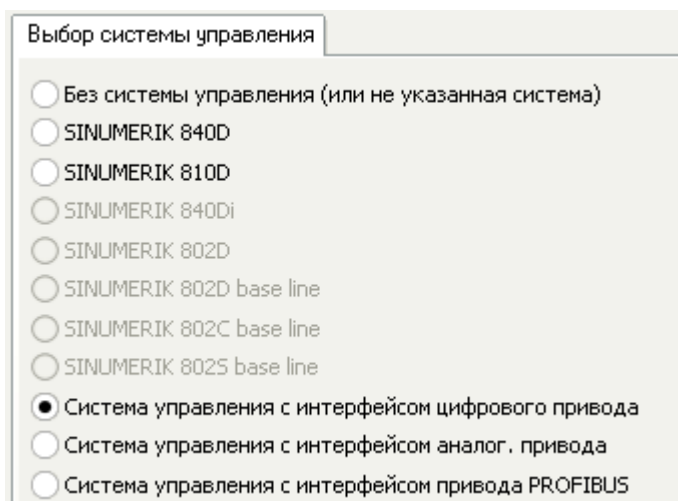 Выбор системы управления
Без системы управления (или не указанная система)
SINUMERIK 840D
SINUMERIK 810D
SINUMERIK 840Di
SINUMERIK 802D
SINUMERIK 802D base line
SINUMERIK 802C base line
SINUMERIK 802S base line
Система управления с интерфейсом цифрового привода
Система управления с интерфейсом аналог. привода
Система управления с интерфейсом привода PROFIBUS